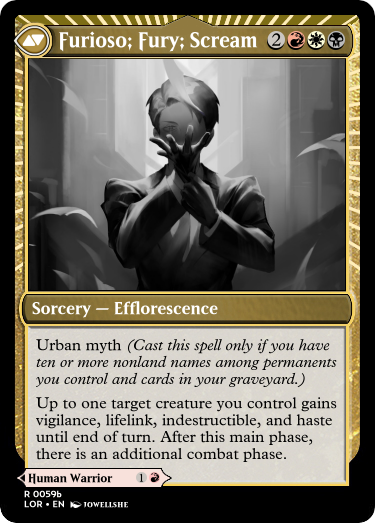 Furioso; Fury; Scream 2
Sorcery — Efflorescence
Urban myth (Cast this spell only if you have
ten or more nonland names among permanents
you control and cards in your graveyard.)
Up to one target creature you control gains
vigilance, lifelink, indestructible, and haste
until end of turn. After this main phase,
there is an additional combat phase.
Human Warrior 1
R 0059b
LOR • EN JOWELLSHE